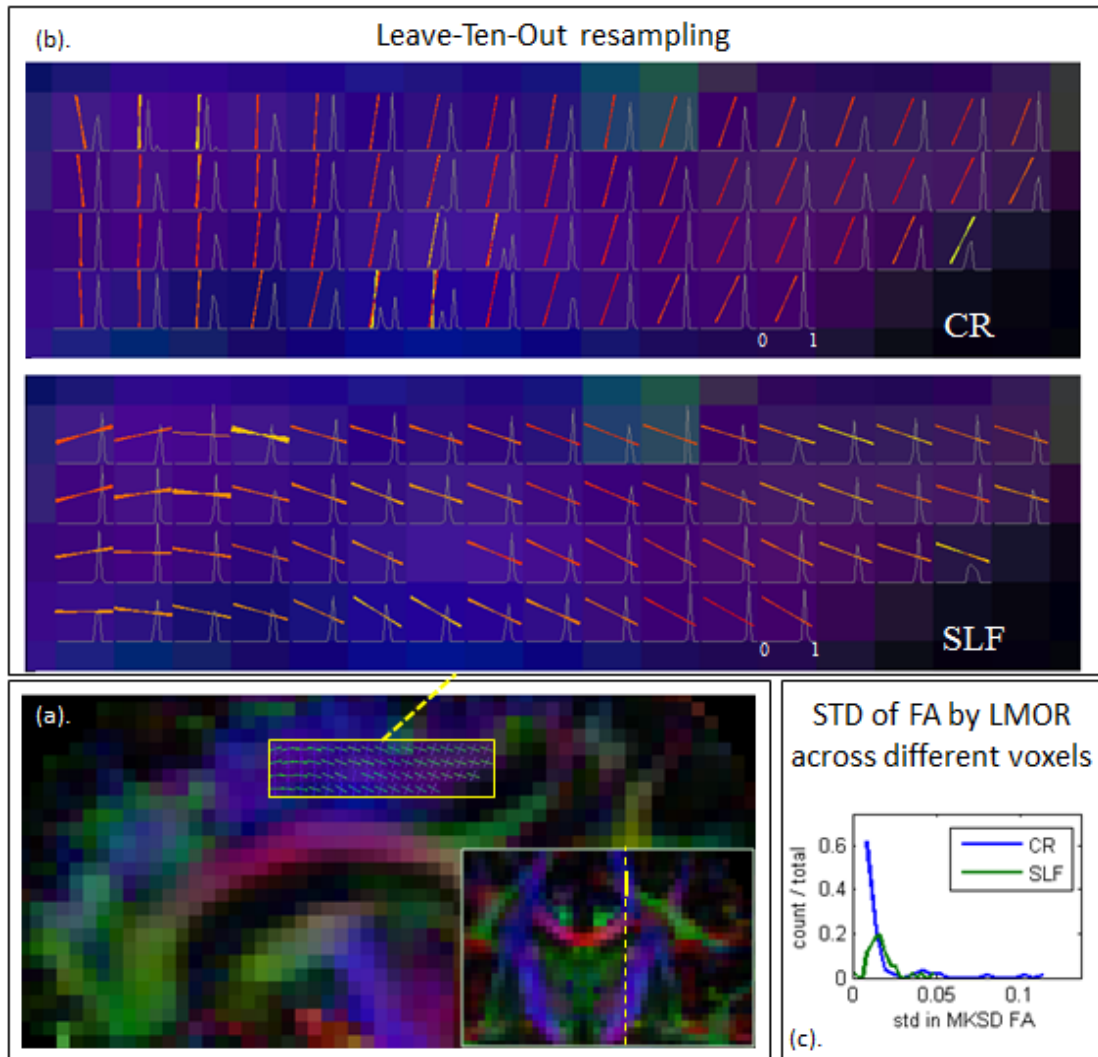 (b).
Leave-Ten-Out resampling
0 1
CR
0 1
SLF
(a).
STD of FA by LMOR
across different voxels
CR
SLF
0.6
0.4
0.2
0
count / total
0 0.05 0.1
std in MKSD FA
(c).